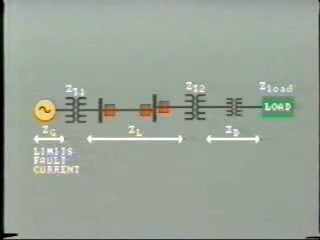 ZT1
ZT2
Zload
LOAD
ZG
ZL
ZD
LIMITS
FAULT
CURRENT